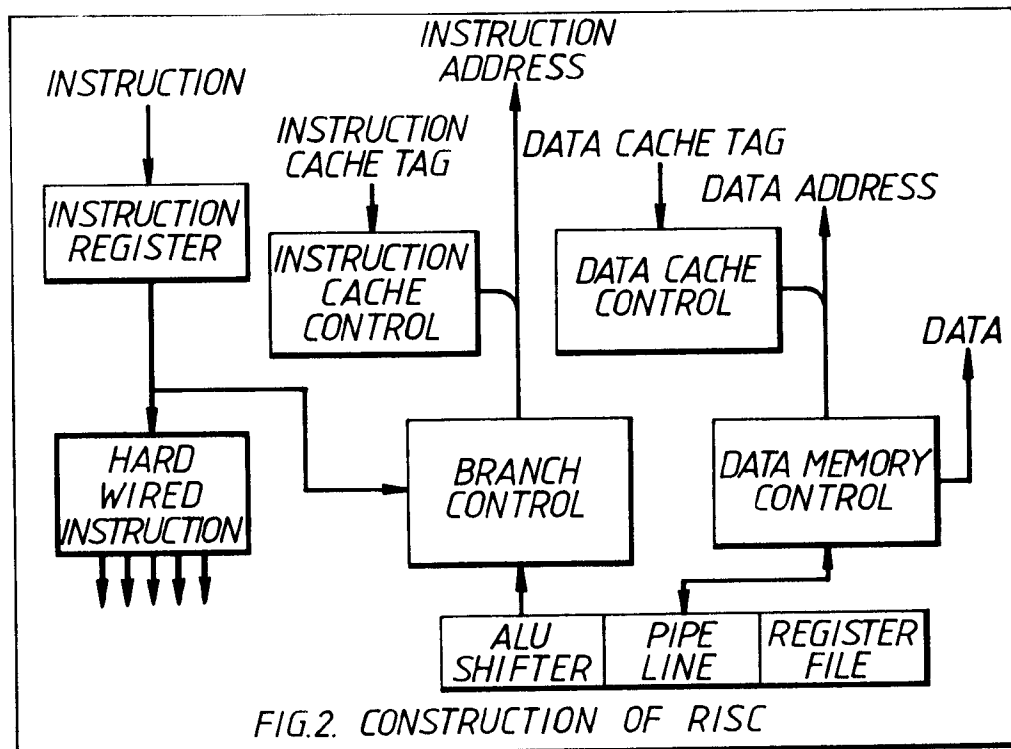 INSTRUCTION
INSTRUCTION
ADDRESS
INSTRUCTION
CACHE TAG
DATA CACHE TAG
DATA ADDRESS
INSTRUCTION
REGISTER
INSTRUCTION
CACHE
CONTROL
DATA CACHE
CONTROL
DATA
HARD
WIRED
INSTRUCTION
BRANCH
CONTROL
DATA MEMORY
CONTROL
ALU
SHIFTER
PIPE
LINE
REGISTER
FILE
FIG.2. CONSTRUCTION OF RISC